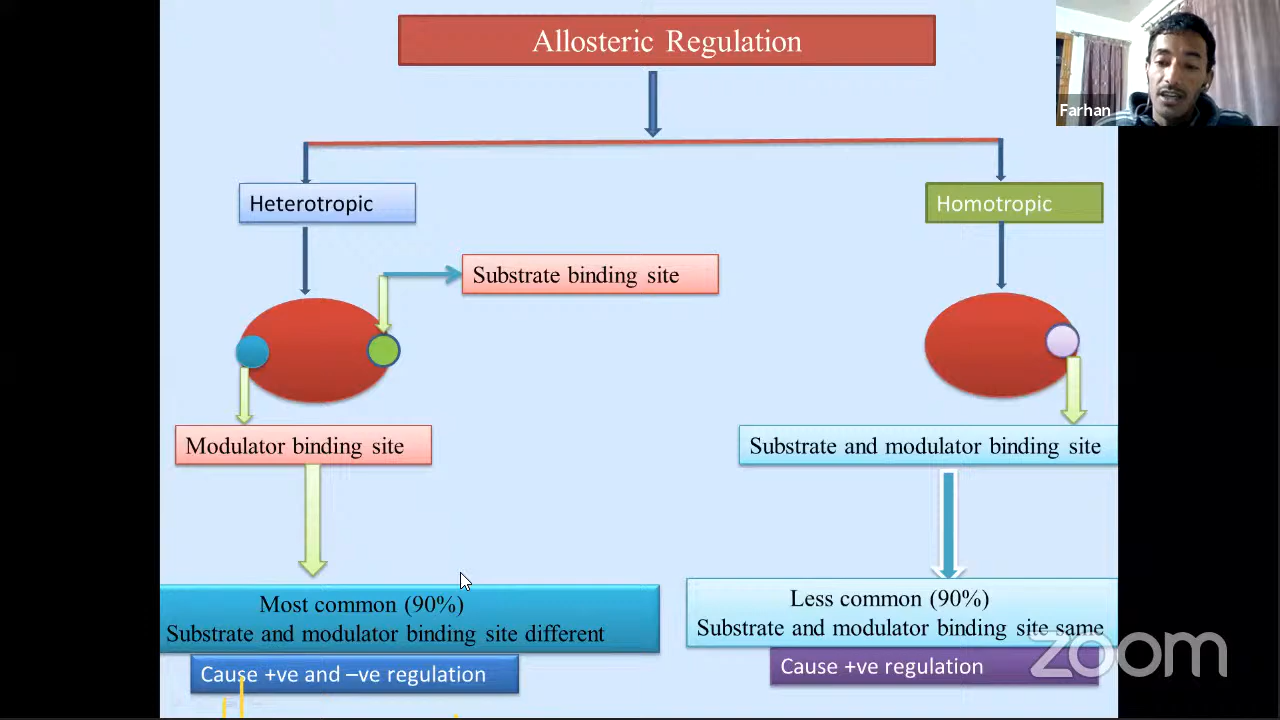 Allosteric Regulation
Farhan
Heterotropic
Homotropic
Substrate binding site
Modulator binding site
Substrate and modulator binding site
Most common (90%)
Substrate and modulator binding site different
Cause +ve and –ve regulation
Less common (90%)
Substrate and modulator binding site same
Cause +ve regulation
zoom